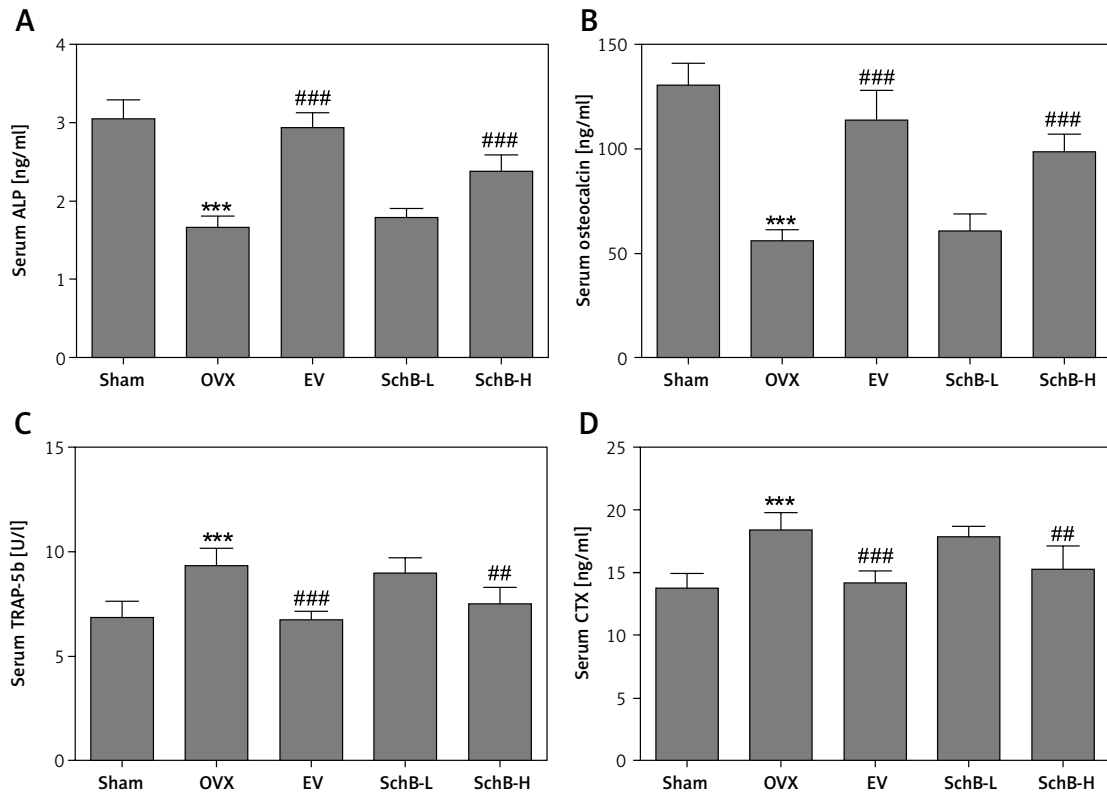 A
Serum ALP [ng/ml]
4
3
2
1
0
***
###
###
Sham OVX EV SchB-L SchB-H
B
Serum osteocalcin [ng/ml]
150
100
50
0
***
###
###
Sham OVX EV SchB-L SchB-H
C
Serum TRAP-5b [U/l]
15
10
5
0
***
###
##
Sham OVX EV SchB-L SchB-H
D
Serum CTX [ng/ml]
25
20
15
10
5
0
***
###
##
Sham OVX EV SchB-L SchB-H